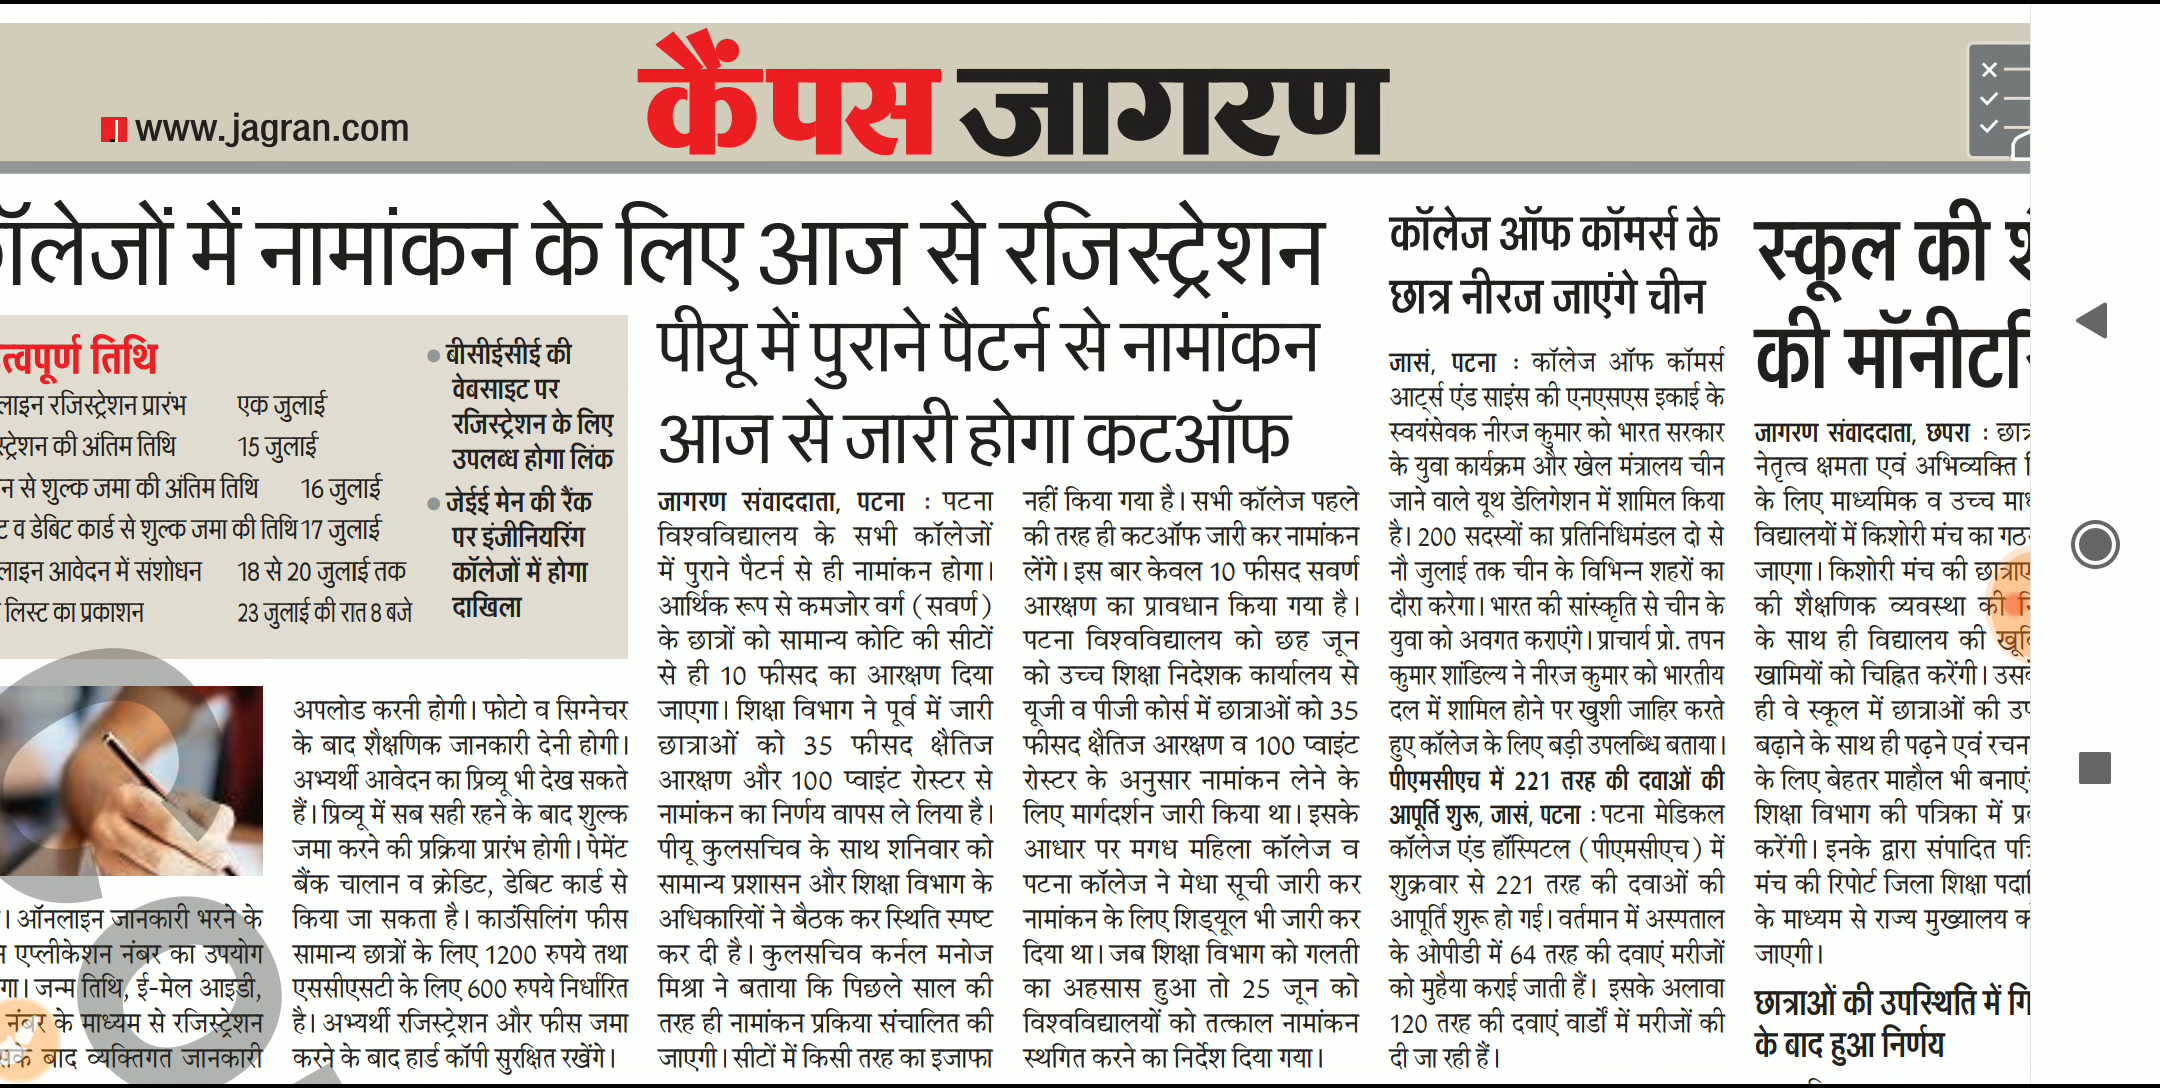 www.jagran.com
कैंपस जागरण
में नामांकन के लिए आज से रजिस्ट्रेशन
तिथि
रजिस्ट्रेशन प्रारंभ एक जुलाई
की अंतिम तिथि 15 जुलाई
से शुल्क जमा की अंतिम तिथि 16 जुलाई
व डेबिट कार्ड से शुल्क जमा की तिथि 17 जुलाई
आवेदन में संशोधन 18 से 20 जुलाई तक
लिस्ट का प्रकाशन 23 जुलाई की रात 8 बजे
बीसीईसीई की
वेबसाइट पर
रजिस्ट्रेशन के लिए
उपलब्ध होगा लिंक
जेईई मेन की रैंक
पर इंजीनियरिंग
कॉलेजों में होगा
दाखिला
। ऑनलाइन जानकारी भरने के
एप्लीकेशन नंबर का उपयोग
जन्म तिथि, ई-मेल आइडी,
नंबर के माध्यम से रजिस्ट्रेशन
बाद व्यक्तिगत जानकारी
अपलोड करनी होगी। फोटो व सिग्नेचर
के बाद शैक्षणिक जानकारी देनी होगी।
अभ्यर्थी आवेदन का प्रिव्यू भी देख सकते
हैं। प्रिव्यू में सब सही रहने के बाद शुल्क
जमा करने की प्रक्रिया प्रारंभ होगी। पेमेंट
बैंक चालान व क्रेडिट, डेबिट कार्ड से
किया जा सकता है। काउंसिलिंग फीस
सामान्य छात्रों के लिए 1200 रुपये तथा
एससीएसटी के लिए 600 रुपये निर्धारित
है। अभ्यर्थी रजिस्ट्रेशन और फीस जमा
करने के बाद हार्ड कॉपी सुरक्षित रखेंगे।
पीयू में पुराने पैटर्न से नामांकन
आज से जारी होगा कटऑफ
जागरण संवाददाता, पटना : पटना
विश्वविद्यालय के सभी कॉलेजों
में पुराने पैटर्न से ही नामांकन होगा।
आर्थिक रूप से कमजोर वर्ग (सवर्ण)
के छात्रों को सामान्य कोटि की सीटों
से ही 10 फीसद का आरक्षण दिया
जाएगा। शिक्षा विभाग ने पूर्व में जारी
छात्राओं को 35 फीसद क्षैतिज
आरक्षण और 100 प्वाइंट रोस्टर से
नामांकन का निर्णय वापस ले लिया है।
पीयू कुलसचिव के साथ शनिवार को
सामान्य प्रशासन और शिक्षा विभाग के
अधिकारियों ने बैठक कर स्थिति स्पष्ट
कर दी है। कुलसचिव कर्नल मनोज
मिश्रा ने बताया कि पिछले साल की
तरह ही नामांकन प्रकिया संचालित की
जाएगी। सीटों में किसी तरह का इजाफा
नहीं किया गया है। सभी कॉलेज पहले
की तरह ही कटऑफ जारी कर नामांकन
लेंगे। इस बार केवल 10 फीसद सवर्ण
आरक्षण का प्रावधान किया गया है।
पटना विश्वविद्यालय को छह जून
को उच्च शिक्षा निदेशक कार्यालय से
यूजी व पीजी कोर्स में छात्राओं को 35
फीसद क्षैतिज आरक्षण व 100 प्वाइंट
रोस्टर के अनुसार नामांकन लेने के
लिए मार्गदर्शन जारी किया था। इसके
आधार पर मगध महिला कॉलेज व
पटना कॉलेज ने मेधा सूची जारी कर
नामांकन के लिए शिड्यूल भी जारी कर
दिया था। जब शिक्षा विभाग को गलती
का अहसास हुआ तो 25 जून को
विश्वविद्यालयों को तत्काल नामांकन
स्थगित करने का निर्देश दिया गया।
कॉलेज ऑफ कॉमर्स के
छात्र नीरज जाएंगे चीन
जासं, पटना : कॉलेज ऑफ कॉमर्स
आर्ट्स एंड साइंस की एनएसएस इकाई के
स्वयंसेवक नीरज कुमार को भारत सरकार
के युवा कार्यक्रम और खेल मंत्रालय चीन
जाने वाले यूथ डेलिगेशन में शामिल किया
है। 200 सदस्यों का प्रतिनिधिमंडल दो से
नौ जुलाई तक चीन के विभिन्न शहरों का
दौरा करेगा। भारत की सांस्कृति से चीन के
युवा को अवगत कराएंगे। प्राचार्य प्रो. तपन
कुमार शांडिल्य ने नीरज कुमार को भारतीय
दल में शामिल होने पर खुशी जाहिर करते
हुए कॉलेज के लिए बड़ी उपलब्धि बताया।
पीएमसीएच में 221 तरह की दवाओं की
आपूर्ति शुरू, जासं, पटना : पटना मेडिकल
कॉलेज एंड हॉस्पिटल (पीएमसीएच) में
शुक्रवार से 221 तरह की दवाओं की
आपूर्ति शुरू हो गई। वर्तमान में अस्पताल
के ओपीडी में 64 तरह की दवाएं मरीजों
को मुहैया कराई जाती हैं। इसके अलावा
120 तरह की दवाएं वार्डों में मरीजों की
दी जा रही हैं।
स्कूल की
की
जागरण संवाददाता, छपरा :
नेतृत्व क्षमता एवं अभिव्यक्ति
के लिए माध्यमिक व उच्च
विद्यालयों में किशोरी मंच का
जाएगा। किशोरी मंच की
की शैक्षणिक व्यवस्था की
के साथ ही विद्यालय की
खामियों को चिह्नित करेंगी।
ही वे स्कूल में छात्राओं की
बढ़ाने के साथ ही पढ़ने एवं
के लिए बेहतर माहौल भी
शिक्षा विभाग की पत्रिका में
करेंगी। इनके द्वारा संपादित
मंच की रिपोर्ट जिला शिक्षा
के माध्यम से राज्य मुख्यालय
जाएगी।
छात्राओं की उपस्थिति में
के बाद हुआ निर्णय